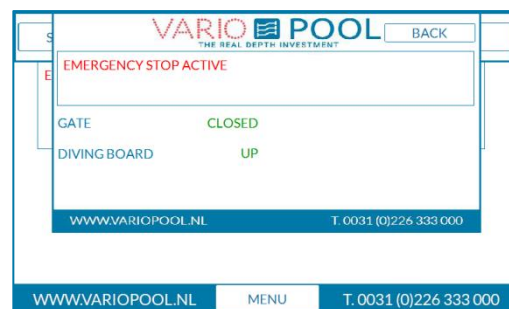 S
VARIO POOL
THE REAL DEPTH INVESTMENT
BACK
E
EMERGENCY STOP ACTIVE
GATE CLOSED
DIVING BOARD UP
WWW.VARIOPOOL.NL T. 0031 (0)226 333 000
WWW.VARIOPOOL.NL MENU T. 0031 (0)226 333 000